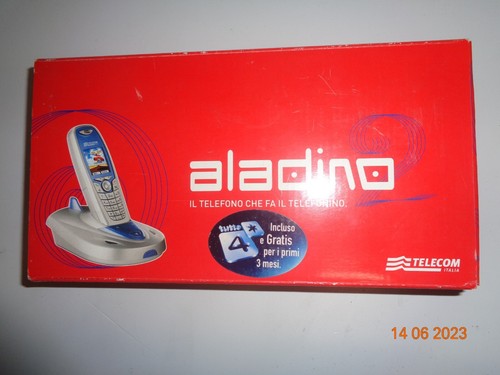 aladino 2
IL TELEFONO CHE FA IL TELEFONINO.
tutto
4*
Incluso
e Gratis
per i primi
3 mesi.
TELECOM
ITALIA
14 06 2023